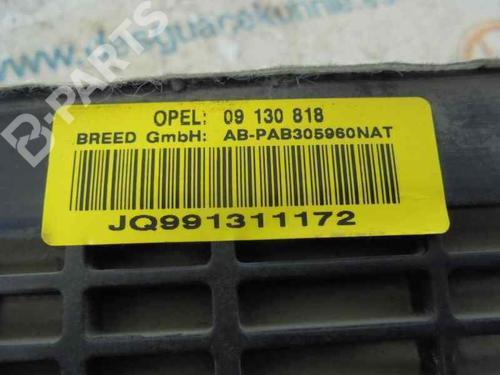 OPEL: 09 130 818
BREED GmbH: AB-PAB305960NAT
JQ991311172
B-PARTS